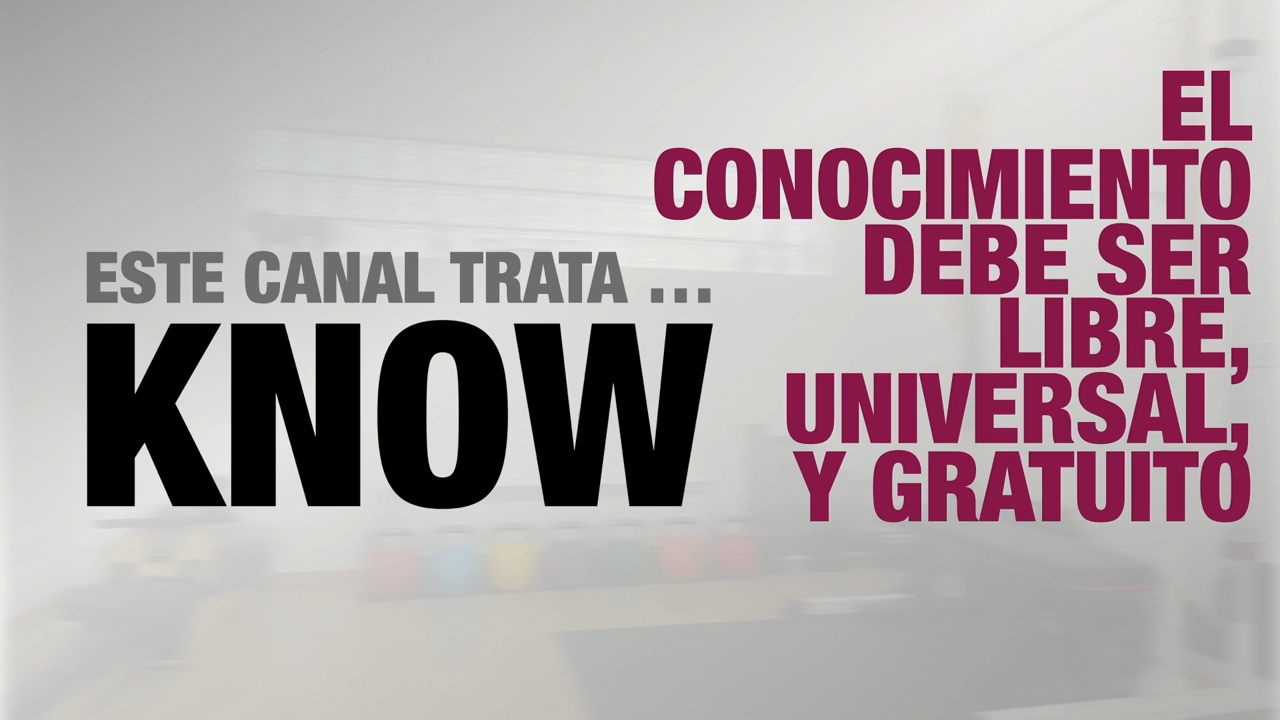 ESTE CANAL TRATA ...
KNOW
EL
CONOCIMIENTO
DEBE SER
LIBRE,
UNIVERSAL,
Y GRATUITO